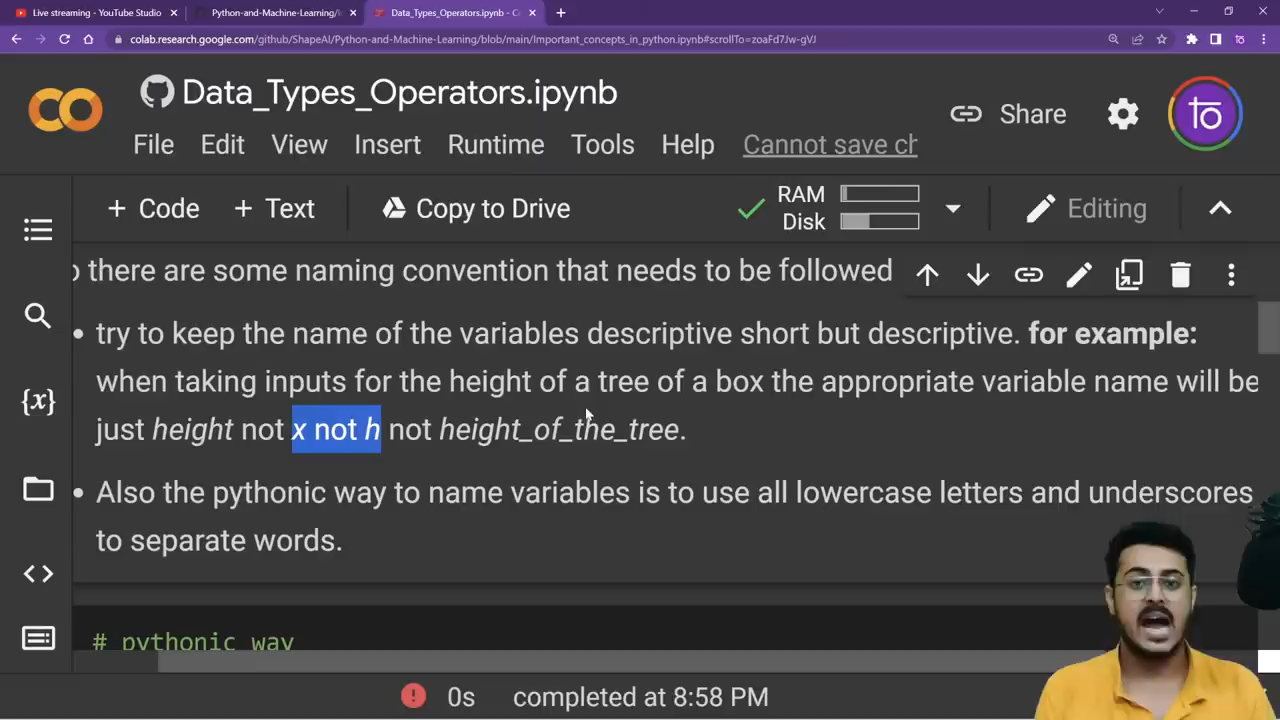 Live streaming - YouTube Studio
Python-and-Machine-Learning/
Data_Types_Operators.ipynb - C
colab.research.google.com/github/ShapeAI/Python-and-Machine-Learning/blob/main/Important_concepts_in_python.ipynb#scrollTo=zoaFd7Jw-gVJ
Data_Types_Operators.ipynb
Share
File Edit View Insert Runtime Tools Help Cannot save ch
+ Code + Text Copy to Drive
RAM
Disk
Editing
there are some naming convention that needs to be followed
• try to keep the name of the variables descriptive short but descriptive. for example:
when taking inputs for the height of a tree of a box the appropriate variable name will be
just height not x not h not height_of_the_tree.
• Also the pythonic way to name variables is to use all lowercase letters and underscores
to separate words.
{x}
# pythonic way
0s completed at 8:58 PM